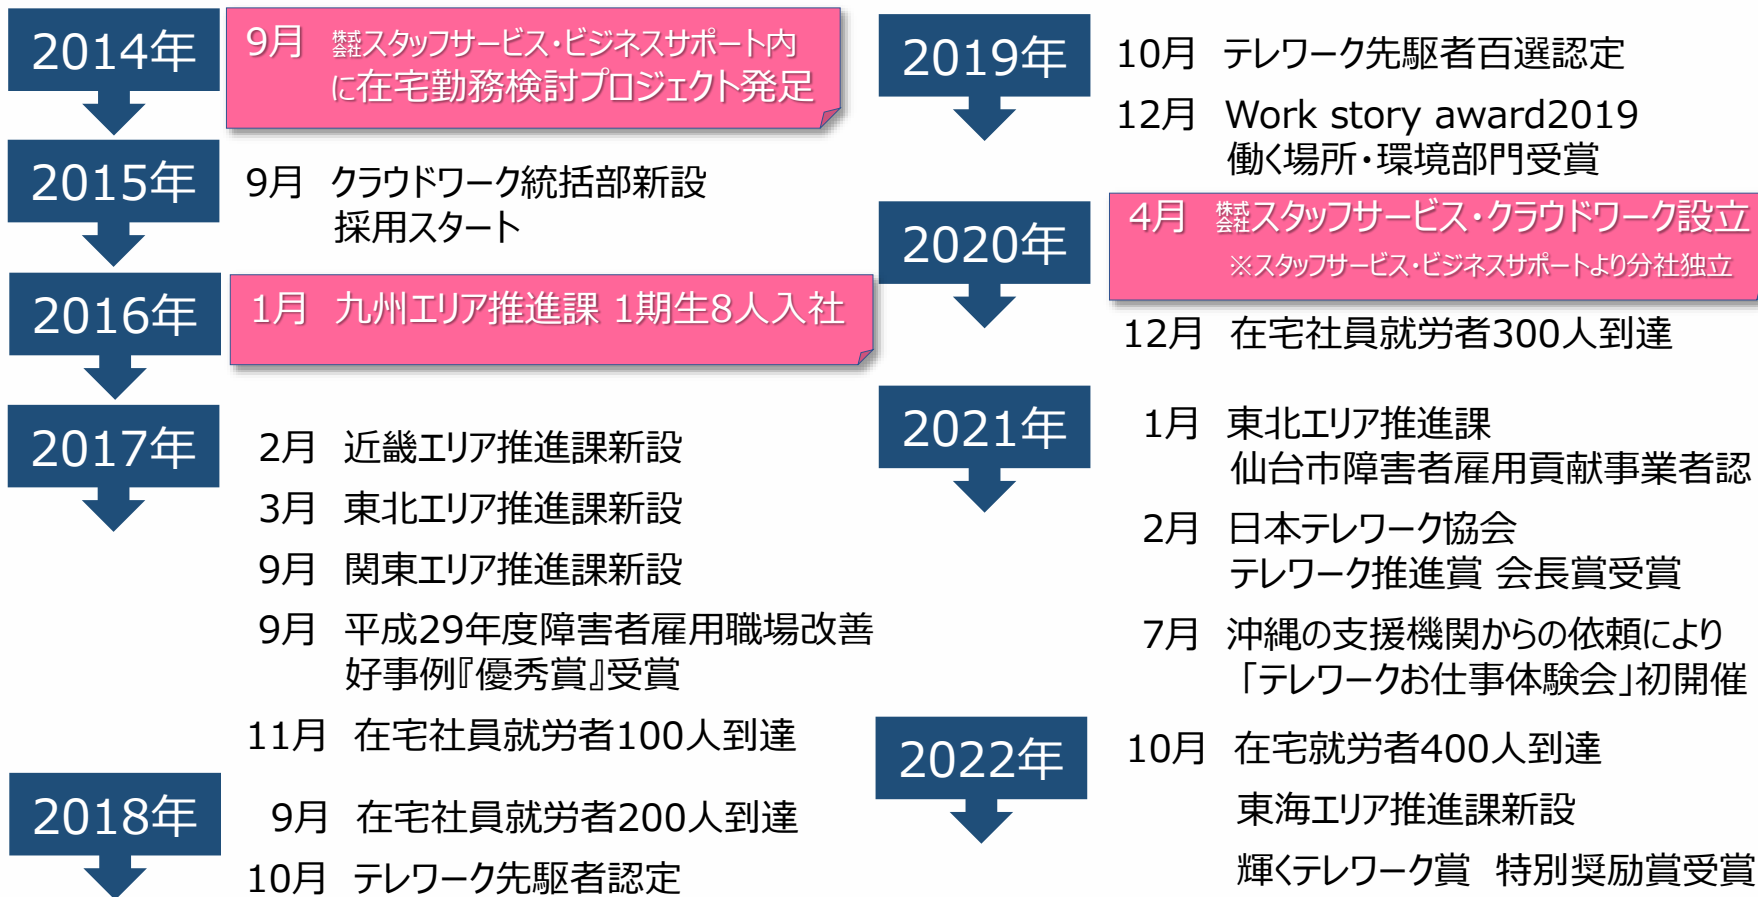 2014年
9月 ㍿スタッフサービス・ビジネスサポート内
に在宅勤務検討プロジェクト発足
2015年
9月 クラウドワーク統括部新設
採用スタート
2016年
1月 九州エリア推進課 1期生8人入社
2017年
2月 近畿エリア推進課新設
3月 東北エリア推進課新設
9月 関東エリア推進課新設
9月 平成29年度障害者雇用職場改善
好事例『優秀賞』受賞
11月 在宅社員就労者100人到達
2018年
9月 在宅社員就労者200人到達
10月 テレワーク先駆者認定
2019年
10月 テレワーク先駆者百選認定
12月 Work story award2019
働く場所・環境部門受賞
2020年
4月 ㍿スタッフサービス・クラウドワーク設立
※スタッフサービス・ビジネスサポートより分社独立
12月 在宅社員就労者300人到達
2021年
1月 東北エリア推進課
仙台市障害者雇用貢献事業者認
2月 日本テレワーク協会
テレワーク推進賞 会長賞受賞
7月 沖縄の支援機関からの依頼により
「テレワークお仕事体験会」初開催
2022年
10月 在宅就労者400人到達
東海エリア推進課新設
輝くテレワーク賞 特別奨励賞受賞